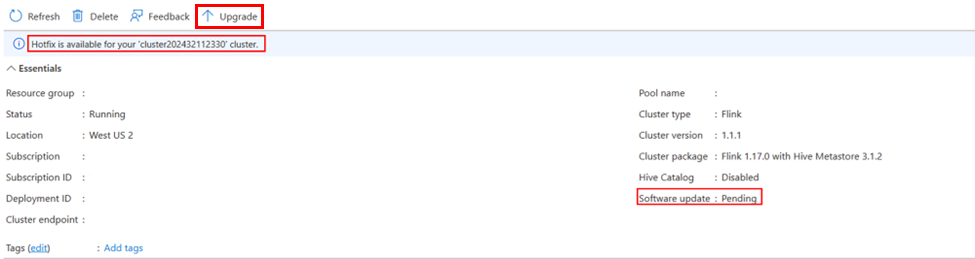 Refresh Delete Feedback Upgrade
Hotfix is available for your 'cluster202432112330' cluster.
Essentials
Resource group :
Status : Running
Location : West US 2
Subscription :
Subscription ID :
Deployment ID :
Cluster endpoint :
Tags (edit) : Add tags
Pool name :
Cluster type : Flink
Cluster version : 1.1.1
Cluster package : Flink 1.17.0 with Hive Metastore 3.1.2
Hive Catalog : Disabled
Software update : Pending